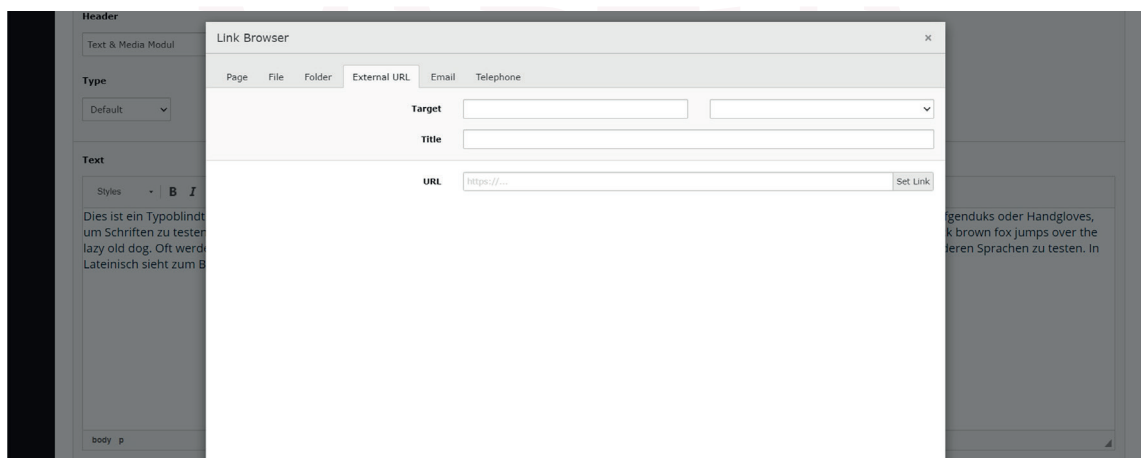 Header
Text & Media Modul
Type
Default
Text
Styles B I
Dies ist ein Typoblindt
um Schriften zu testen
lazy old dog. Oft werde
Lateinisch sieht zum B
body p
Link Browser ×
Page File Folder External URL Email Telephone
Target
Title
URL https://... Set Link
fgenduks oder Handgloves,
k brown fox jumps over the
deren Sprachen zu testen. In